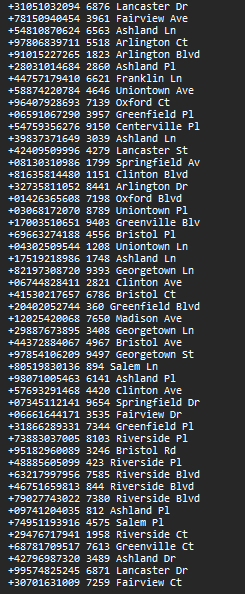 +31051032094 6876 Lancaster Dr
+78150940454 3961 Fairview Ave
+54810870624 6563 Ashland Ln
+97806839711 5518 Arlington Ct
+91015227265 1823 Arlington Blvd
+28031014684 2860 Ashland Pl
+44757179410 6621 Franklin Ln
+58874220784 4646 Uniontown Ave
+96407928693 7139 Oxford Ct
+06591067290 3957 Greenfield Pl
+54759356276 9150 Centerville Pl
+39837371649 3039 Ashland Ln
+42409509996 4279 Lancaster St
+08130310986 1799 Springfield Av
+81635814480 1151 Clinton Blvd
+32735811052 8441 Arlington Dr
+01426365608 7198 Oxford Blvd
+03068172070 8789 Uniontown Pl
+17003510651 9403 Greenville Blv
+69663274188 4556 Bristol Pl
+04302509544 1208 Uniontown Ln
+17519218986 1748 Ashland Ln
+82197308720 9393 Georgetown Ln
+06744828411 2821 Clinton Ave
+41530217657 6786 Bristol Ct
+20402052744 360 Greenfield Blvd
+12025420068 7650 Madison Ave
+29887673895 3408 Georgetown Ln
+44372884067 4967 Bristol Ave
+97854106209 9497 Georgetown St
+80519830136 894 Salem Ln
+98071005463 6141 Ashland Pl
+57693291468 4420 Clinton Ave
+07345112141 9654 Springfield Dr
+06661644171 3535 Fairview Dr
+31866289331 7344 Greenfield Pl
+73883037005 8103 Riverside Pl
+95182960089 3246 Bristol Rd
+48885605099 423 Riverside Pl
+63217997956 7585 Riverside Blvd
+46751659813 844 Riverside Blvd
+79027743022 7380 Riverside Blvd
+09741204035 812 Ashland Pl
+74951193916 4575 Salem Pl
+29476717941 1958 Riverside Ct
+68781709517 7613 Greenville Ct
+42796987320 3489 Ashland Dr
+99574825245 6871 Lancaster Dr
+30701631009 7259 Fairview Ct